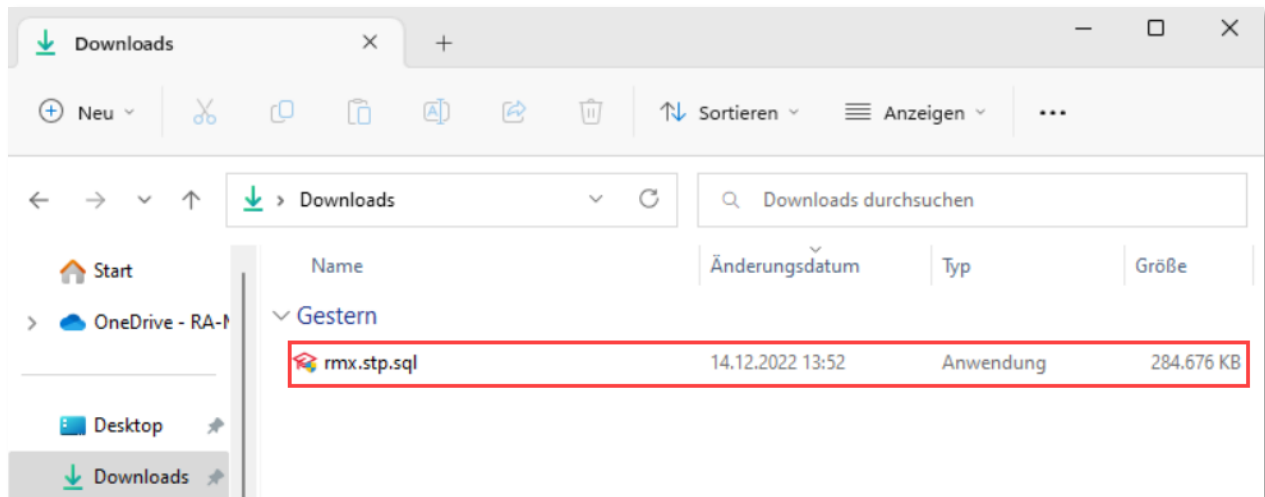 Downloads
Neu
Sortieren
Anzeigen
Downloads
Downloads durchsuchen
Start
OneDrive - RA-
Desktop
Downloads
Name Änderungsdatum Typ Größe
Gestern
rmx.stp.sql 14.12.2022 13:52 Anwendung 284.676 KB